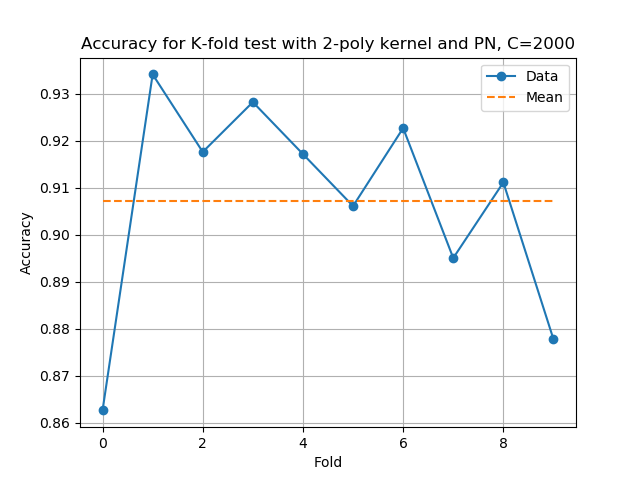 Accuracy for K-fold test with 2-poly kernel and PN, C=2000
Data
Mean
0.93
0.92
0.91
0.90
0.89
0.88
0.87
0.86
Accuracy
0 2 4 6 8
Fold